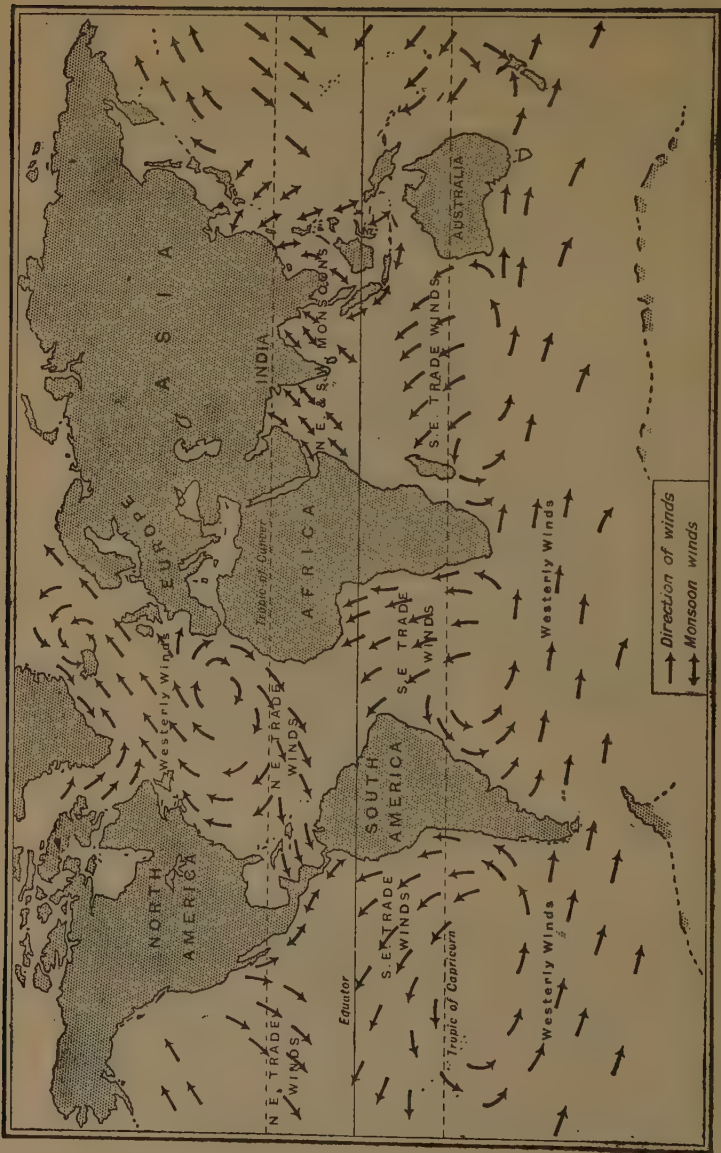 ASIA
EUROPE
INDIA
N.E. & S.W. MONSOONS
Tropic of Cancer
AFRICA
NORTH
AMERICA
Westerly Winds
N.E. TRADE
WINDS
N.E. TRADE
WINDS
Equator
SOUTH
AMERICA
S.E. TRADE
WINDS
S.E. TRADE
WINDS
S.E. TRADE WINDS
AUSTRALIA
Tropic of Capricorn
Westerly Winds
Westerly Winds
Direction of winds
Monsoon winds